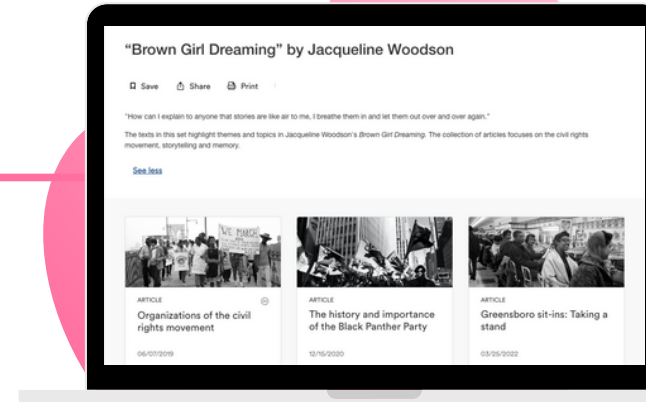 “Brown Girl Dreaming” by Jacqueline Woodson
Save Share Print
"How can I explain to anyone that stories are like air to me, I breathe them in and let them out over and over again."
The texts in this set highlight themes and topics in Jacqueline Woodson's Brown Girl Dreaming. The collection of articles focuses on the civil rights
movement, storytelling and memory.
See less
WE MARCH
ARTICLE
Organizations of the civil
rights movement
06/07/2019
ARTICLE
The history and importance
of the Black Panther Party
12/15/2020
ARTICLE
Greensboro sit-ins: Taking a
stand
03/25/2022